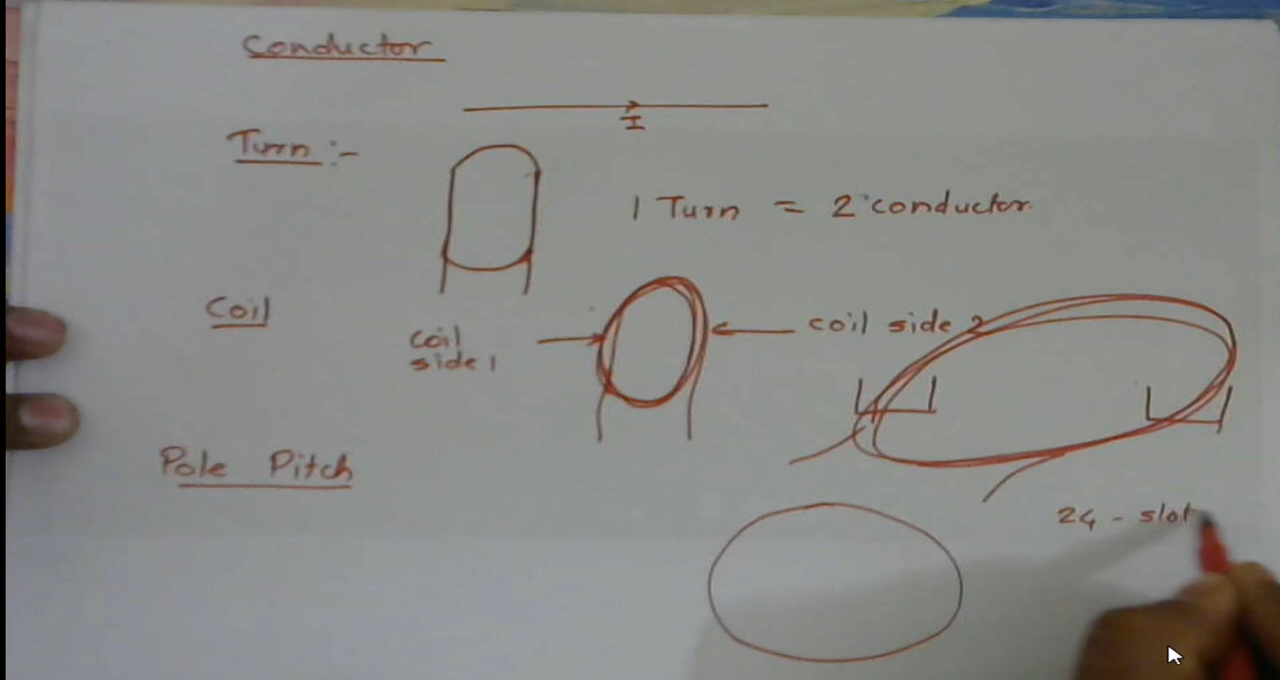 Conductor
I
Turn :-
1 Turn = 2 conductor
Coil
coil side 1
coil side 2
Pole Pitch
24 - slot